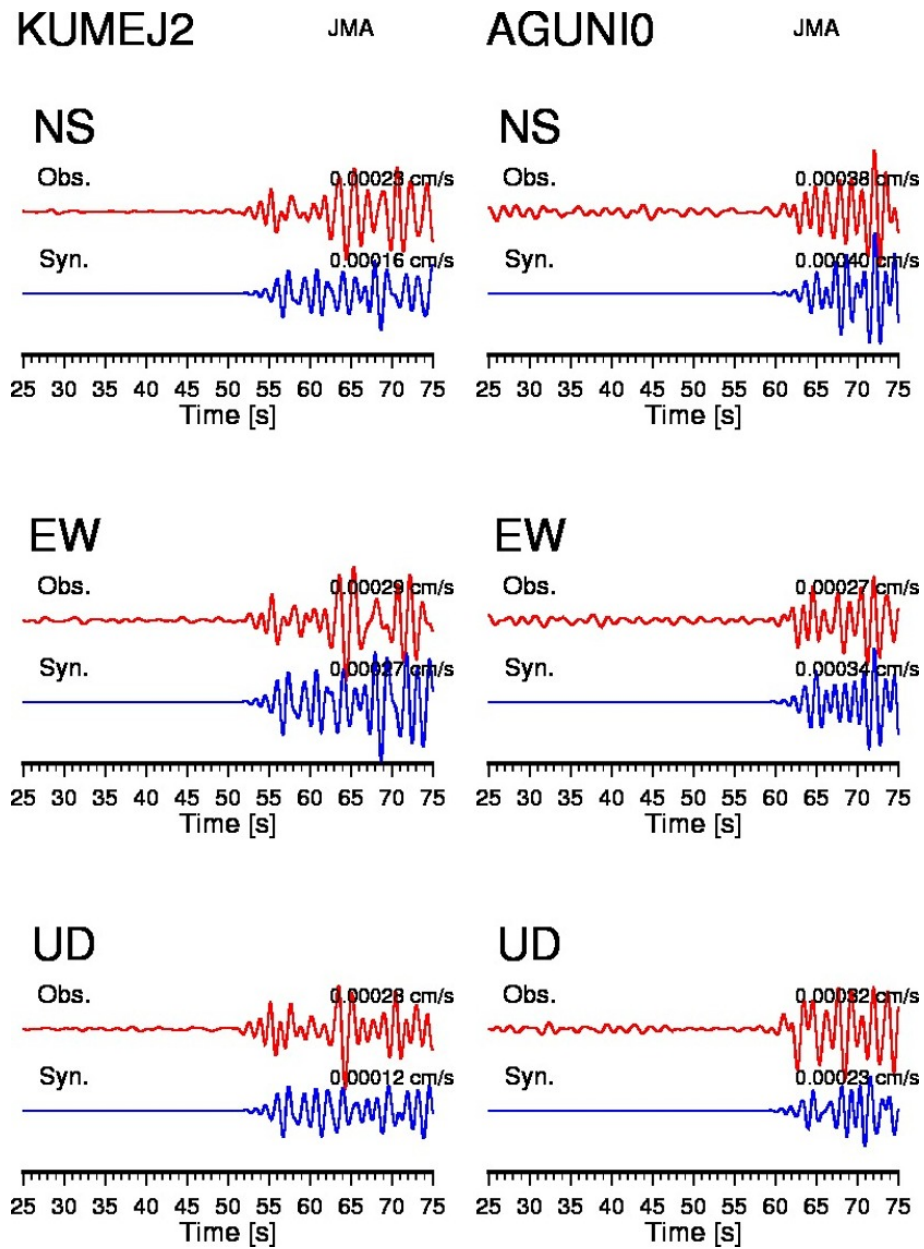 KUMEJ2 JMA AGUNI0 JMA
NS NS
Obs. 0.00023 cm/s Obs. 0.00038 cm/s
Syn. 0.00016 cm/s Syn. 0.00040 cm/s
25 30 35 40 45 50 55 60 65 70 75 25 30 35 40 45 50 55 60 65 70 75
Time [s] Time [s]
EW EW
Obs. 0.00029 cm/s Obs. 0.00027 cm/s
Syn. 0.00027 cm/s Syn. 0.00034 cm/s
25 30 35 40 45 50 55 60 65 70 75 25 30 35 40 45 50 55 60 65 70 75
Time [s] Time [s]
UD UD
Obs. cm/s Obs. 0.00032 cm/s
Syn. 0.00012 cm/s Syn. 0.00023 cm/s
25 30 35 40 45 50 55 60 65 70 75 25 30 35 40 45 50 55 60 65 70 75
Time [s] Time [s]